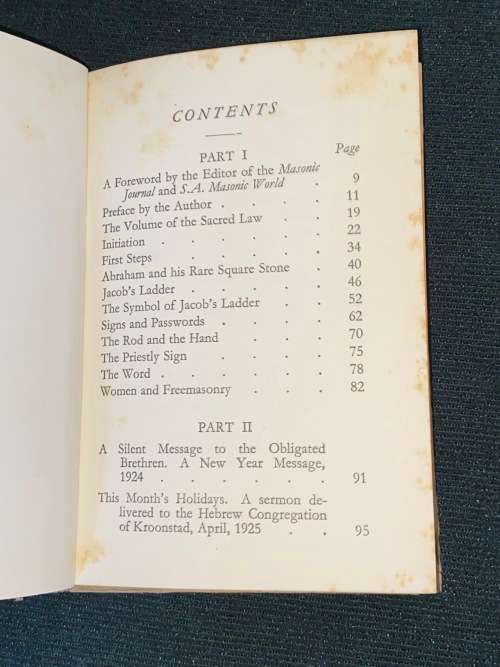 CONTENTS
PART I
Page
A Foreword by the Editor of the Masonic
Journal and S.A. Masonic World . 9
Preface by the Author . . . . 11
The Volume of the Sacred Law . . 19
Initiation . . . . . . 22
First Steps . . . . . 34
Abraham and his Rare Square Stone . 40
Jacob's Ladder . . . . . 46
The Symbol of Jacob's Ladder . . 52
Signs and Passwords . . . . 62
The Rod and the Hand . . . 70
The Priestly Sign . . . . 75
The Word . . . . . . 78
Women and Freemasonry . . . 82
PART II
A Silent Message to the Obligated
Brethren. A New Year Message,
1924 . . . . . . 91
This Month's Holidays. A sermon de-
livered to the Hebrew Congregation
of Kroonstad, April, 1925 . . 95